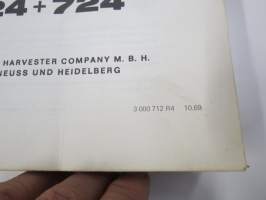 24 + 724
HARVESTER COMPANY M. B. H.
NEUSS UND HEIDELBERG
3 000 712 R4 10.69